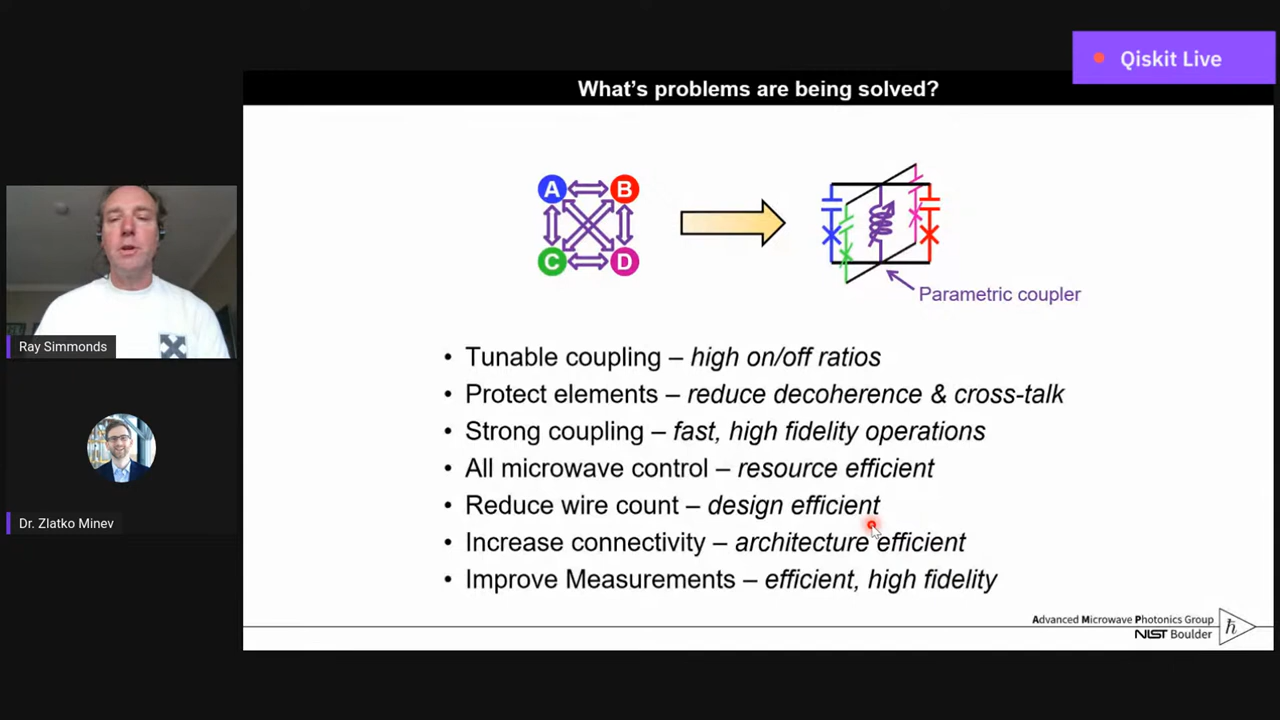 Qiskit Live
What's problems are being solved?
A B
C D
Parametric coupler
• Tunable coupling – high on/off ratios
• Protect elements – reduce decoherence & cross-talk
• Strong coupling – fast, high fidelity operations
• All microwave control – resource efficient
• Reduce wire count – design efficient
• Increase connectivity – architecture efficient
• Improve Measurements – efficient, high fidelity
Ray Simmonds
Dr. Zlatko Minev
Advanced Microwave Photonics Group
NIST Boulder
ħ